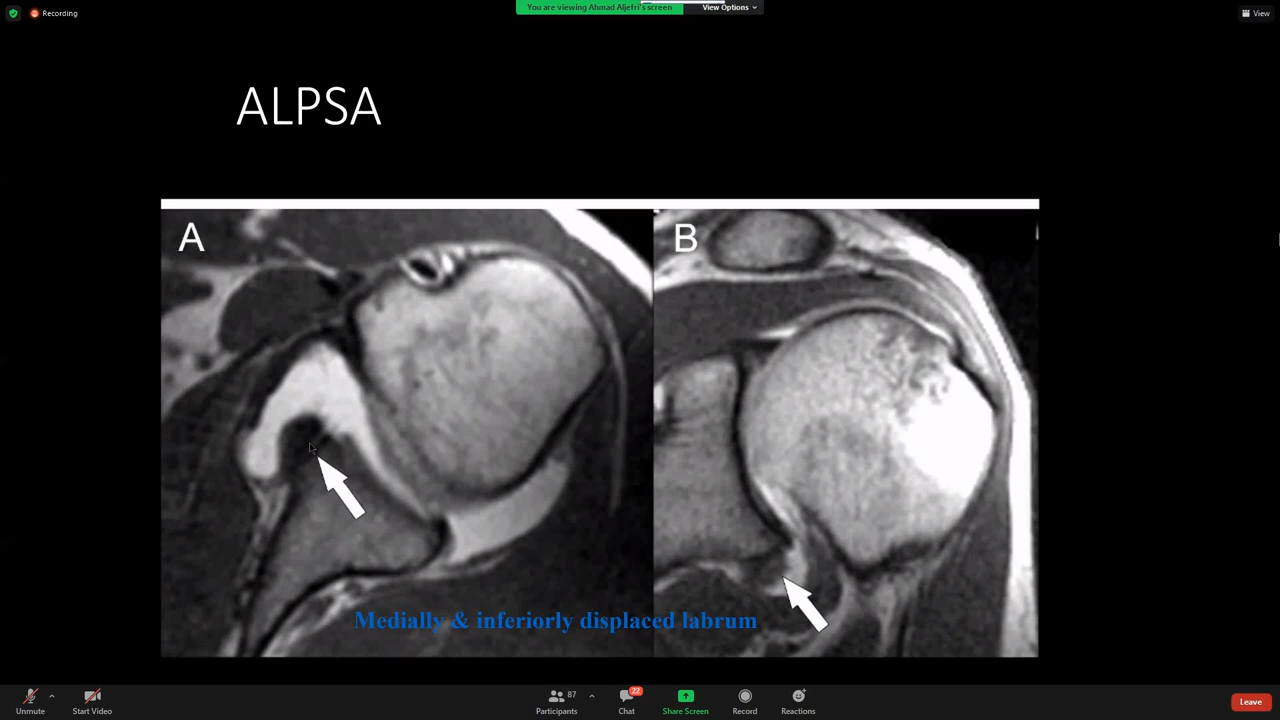 Recording
You are viewing Ahmad Aljefri's screen
View Options
View
ALPSA
A
B
Medially & inferiorly displaced labrum
Unmute
Start Video
Participants
87
Chat
22
Share Screen
Record
Reactions
Leave